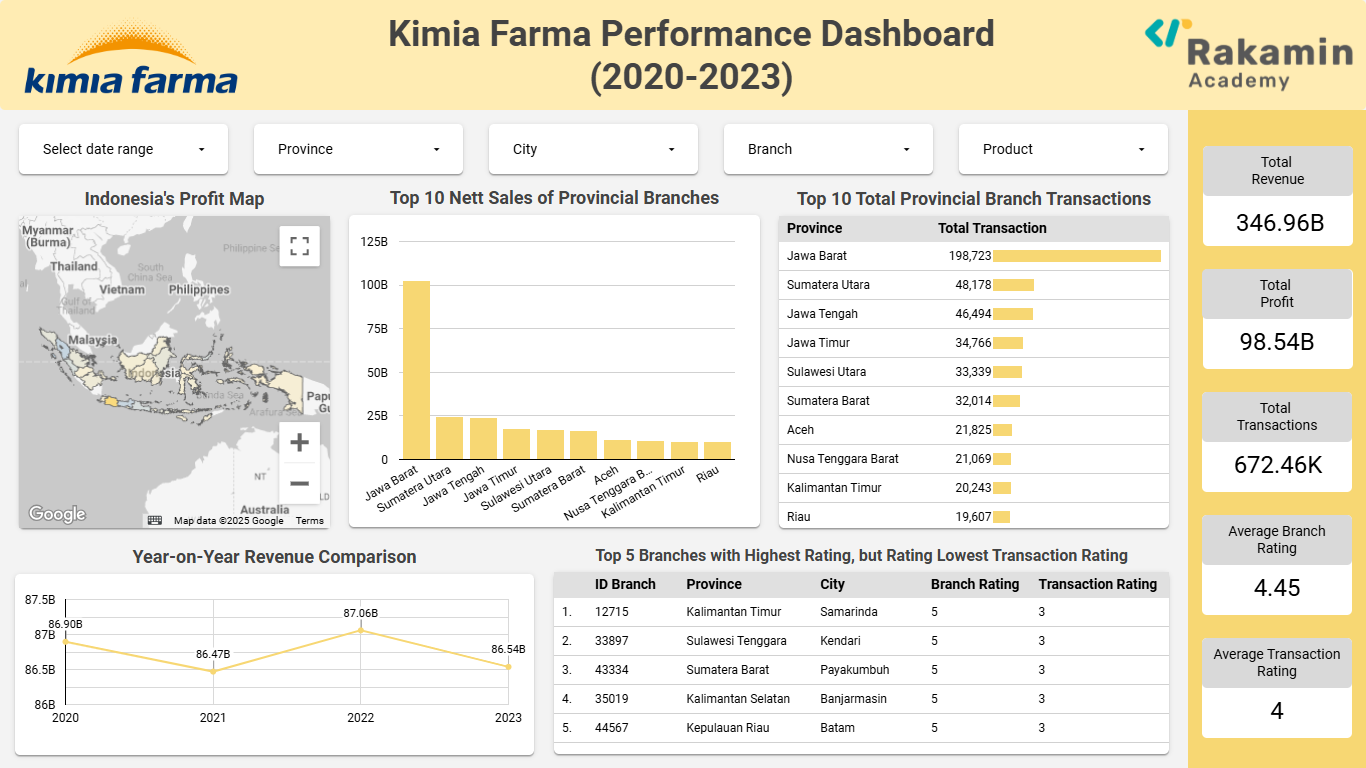 kimia farma
Kimia Farma Performance Dashboard
(2020-2023)
Rakamin
Academy
Select date range
Province
City
Branch
Product
Indonesia's Profit Map
Myanmar
(Burma)
Thailand
Vietnam
Gulf of
Thailand
South
China Sea
Philippine Se
Philippines
Malaysia
Indonesia
Banda Sea
Arafura Sea
Papu
Gu
NT
LD
Australia
Google
Map data ©2025 Google
Terms
Top 10 Nett Sales of Provincial Branches
125B
100B
75B
50B
25B
0
Jawa Barat
Sumatera Utara
Jawa Tengah
Jawa Timur
Sulawesi Utara
Sumatera Barat
Aceh
Nusa Tenggara B...
Kalimantan Timur
Riau
Top 10 Total Provincial Branch Transactions
Province Total Transaction
Jawa Barat 198,723
Sumatera Utara 48,178
Jawa Tengah 46,494
Jawa Timur 34,766
Sulawesi Utara 33,339
Sumatera Barat 32,014
Aceh 21,825
Nusa Tenggara Barat 21,069
Kalimantan Timur 20,243
Riau 19,607
Total
Revenue
346.96B
Total
Profit
98.54B
Total
Transactions
672.46K
Average Branch
Rating
4.45
Average Transaction
Rating
4
Year-on-Year Revenue Comparison
87.5B
87B
86.5B
86B
86.90B
86.47B
87.06B
86.54B
2020
2021
2022
2023
Top 5 Branches with Highest Rating, but Rating Lowest Transaction Rating
ID Branch Province City Branch Rating Transaction Rating
1. 12715 Kalimantan Timur Samarinda 5 3
2. 33897 Sulawesi Tenggara Kendari 5 3
3. 43334 Sumatera Barat Payakumbuh 5 3
4. 35019 Kalimantan Selatan Banjarmasin 5 3
5. 44567 Kepulauan Riau Batam 5 3